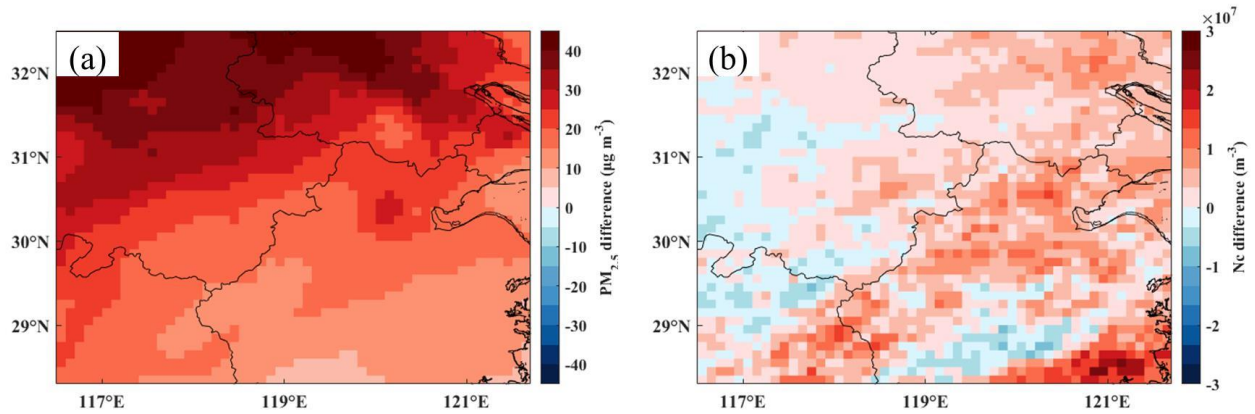 (a)
32°N
31°N
30°N
29°N
117°E
119°E
121°E
40
30
20
10
0
-10
-20
-30
-40
PM2.5 difference (μg m−3)
(b)
32°N
31°N
30°N
29°N
117°E
119°E
121°E
×10^7
3
2
1
0
-1
-2
-3
Nc difference (m−3)